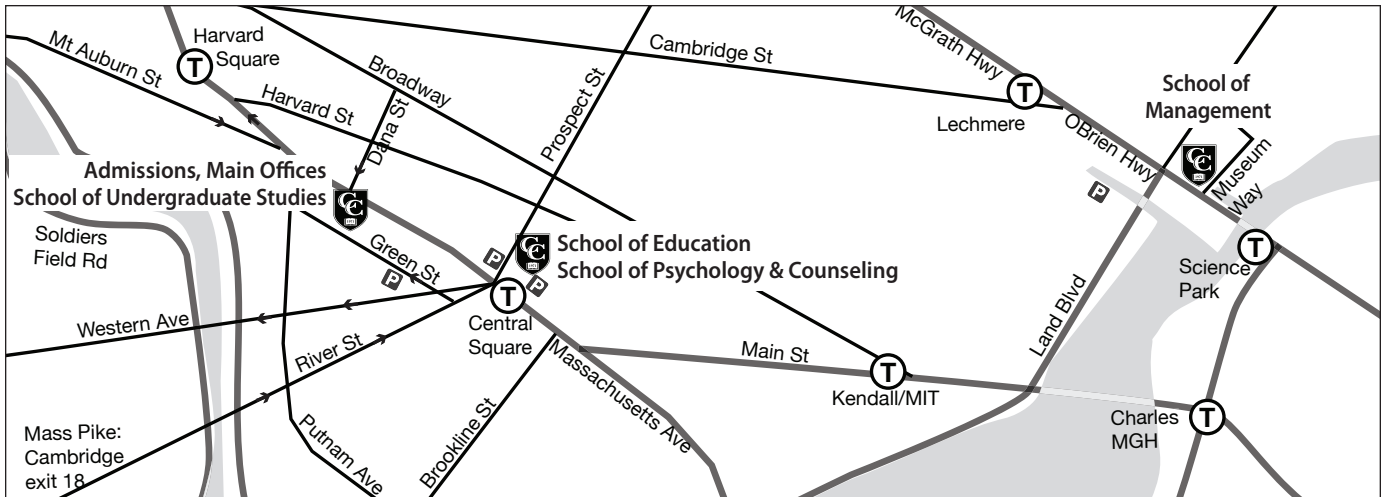 McGrath Hwy
Harvard
Square
Mt Auburn St
Cambridge St
Broadway
School of
Management
Prospect St
Harvard St
Dana St
Lechmere
OBrien Hwy
Museum
Way
Admissions, Main Offices
School of Undergraduate Studies
Soldiers
Field Rd
Green St
School of Education
School of Psychology & Counseling
Science
Park
Land Blvd
Western Ave
River St
Central
Square
Main St
Massachusetts Ave
Kendall/MIT
Charles
MGH
Brookline St
Putnam Ave
Mass Pike:
Cambridge
exit 18
T
T
T
T
T
T
P
P
P
P